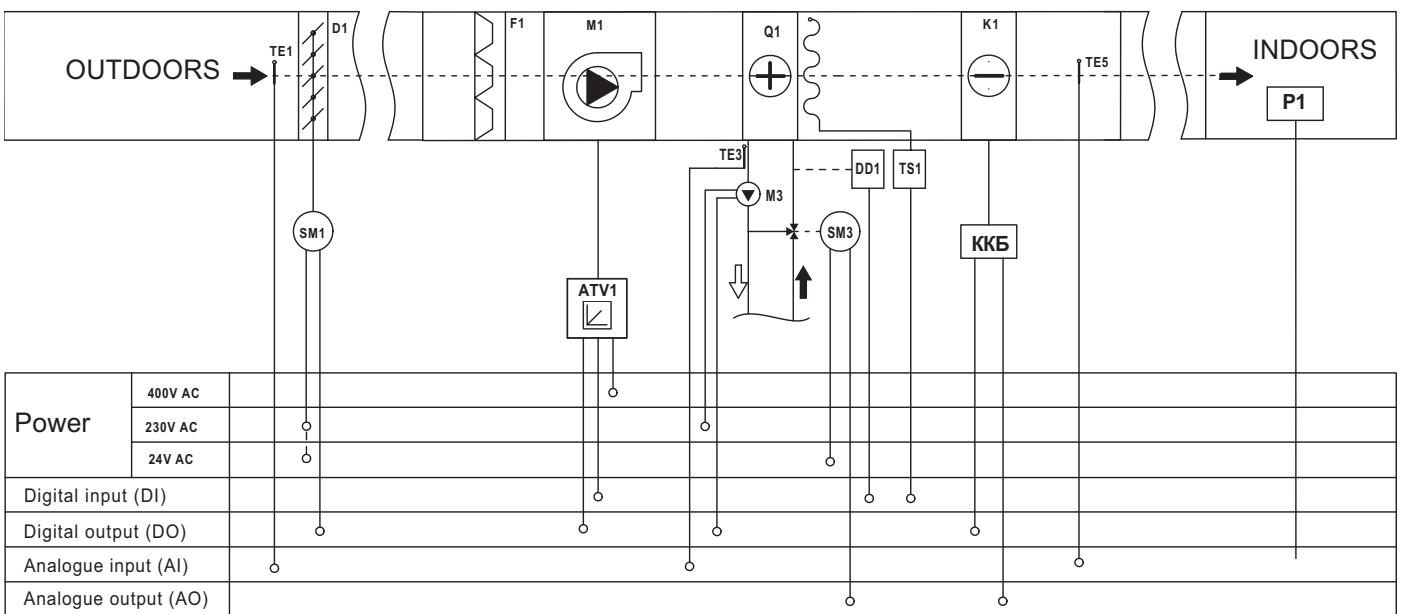 OUTDOORS
TE1
D1
F1
M1
Q1
K1
TE5
INDOORS
P1
TE3
M3
DD1
TS1
SM1
SM3
ККБ
ATV1
Power
400V AC
230V AC
24V AC
Digital input (DI)
Digital output (DO)
Analogue input (AI)
Analogue output (AO)